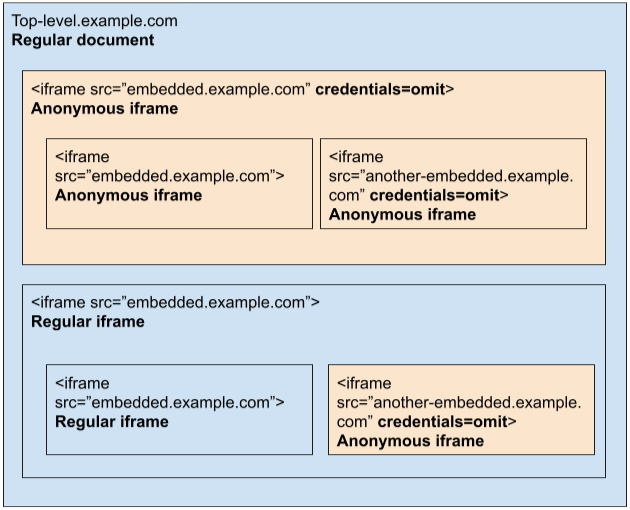 Top-level.example.com
Regular document
<iframe src=”embedded.example.com” credentials=omit>
Anonymous iframe
<iframe
src=”embedded.example.com”>
Anonymous iframe
<iframe
src=”another-embedded.example.
com” credentials=omit>
Anonymous iframe
<iframe src=”embedded.example.com”>
Regular iframe
<iframe
src=”embedded.example.com”>
Regular iframe
<iframe
src=”another-embedded.example.
com” credentials=omit>
Anonymous iframe